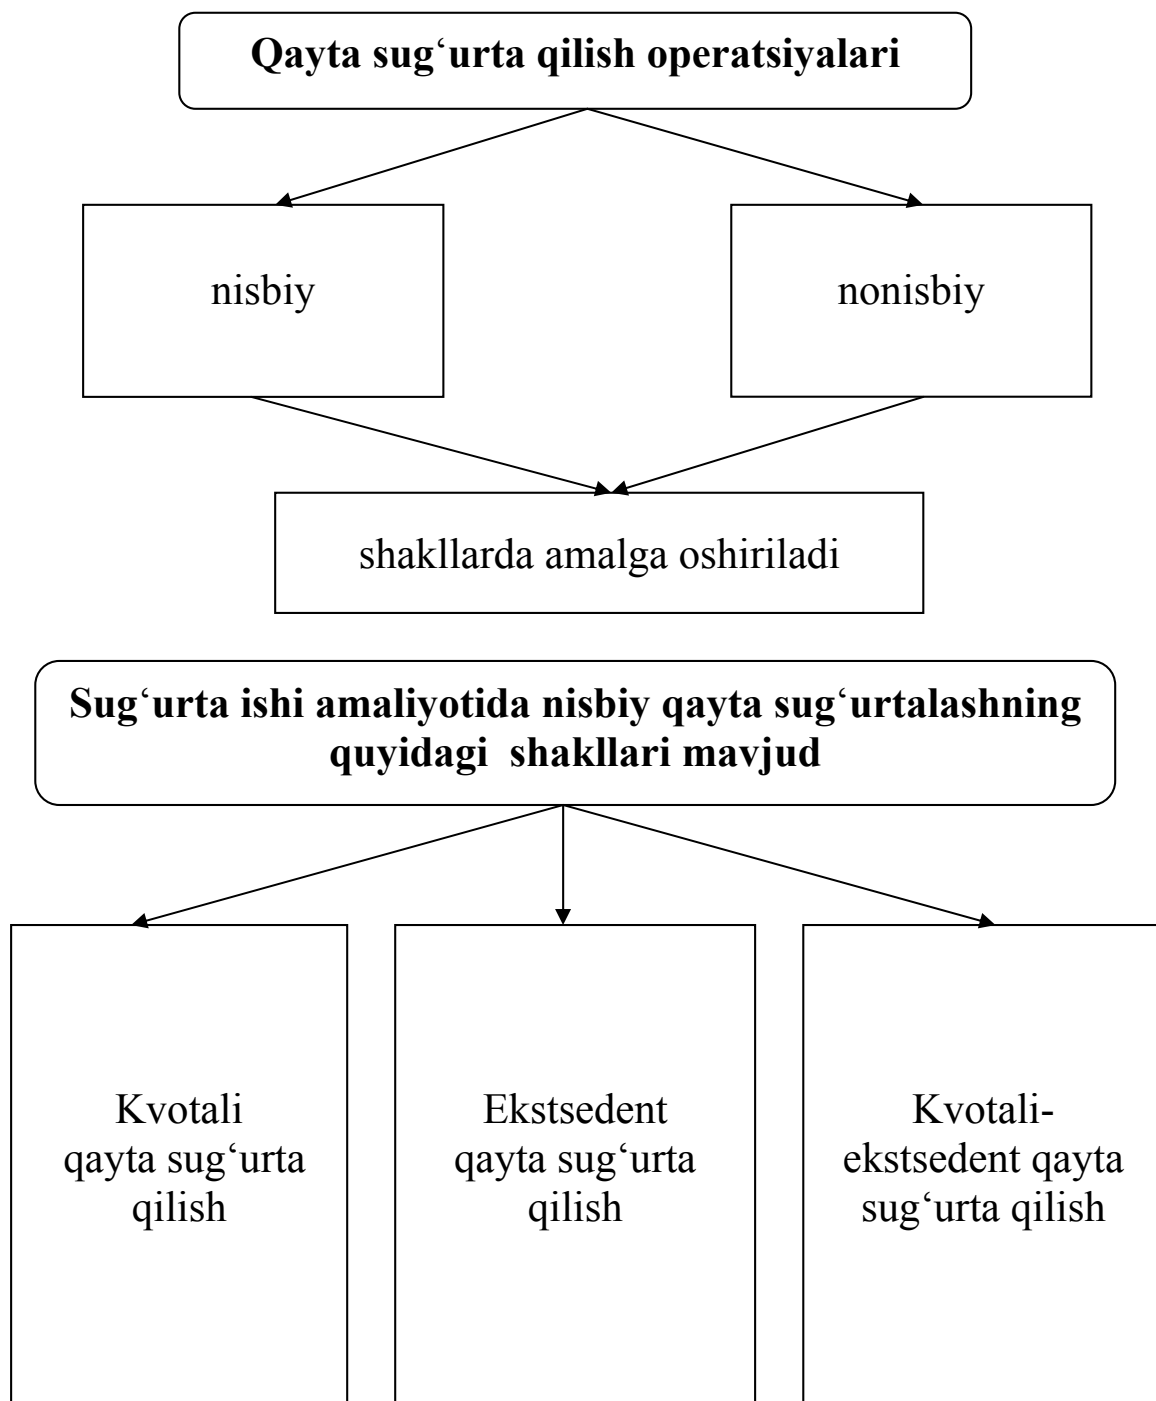 Qayta sug‘urta qilish operatsiyalari
nisbiy
nonisbiy
shakllarda amalga oshiriladi
Sug‘urta ishi amaliyotida nisbiy qayta sug‘urtalashning
quyidagi shakllari mavjud
Kvotali
qayta sug‘urta
qilish
Ekstsedent
qayta sug‘urta
qilish
Kvotali-
ekstsedent qayta
sug‘urta qilish